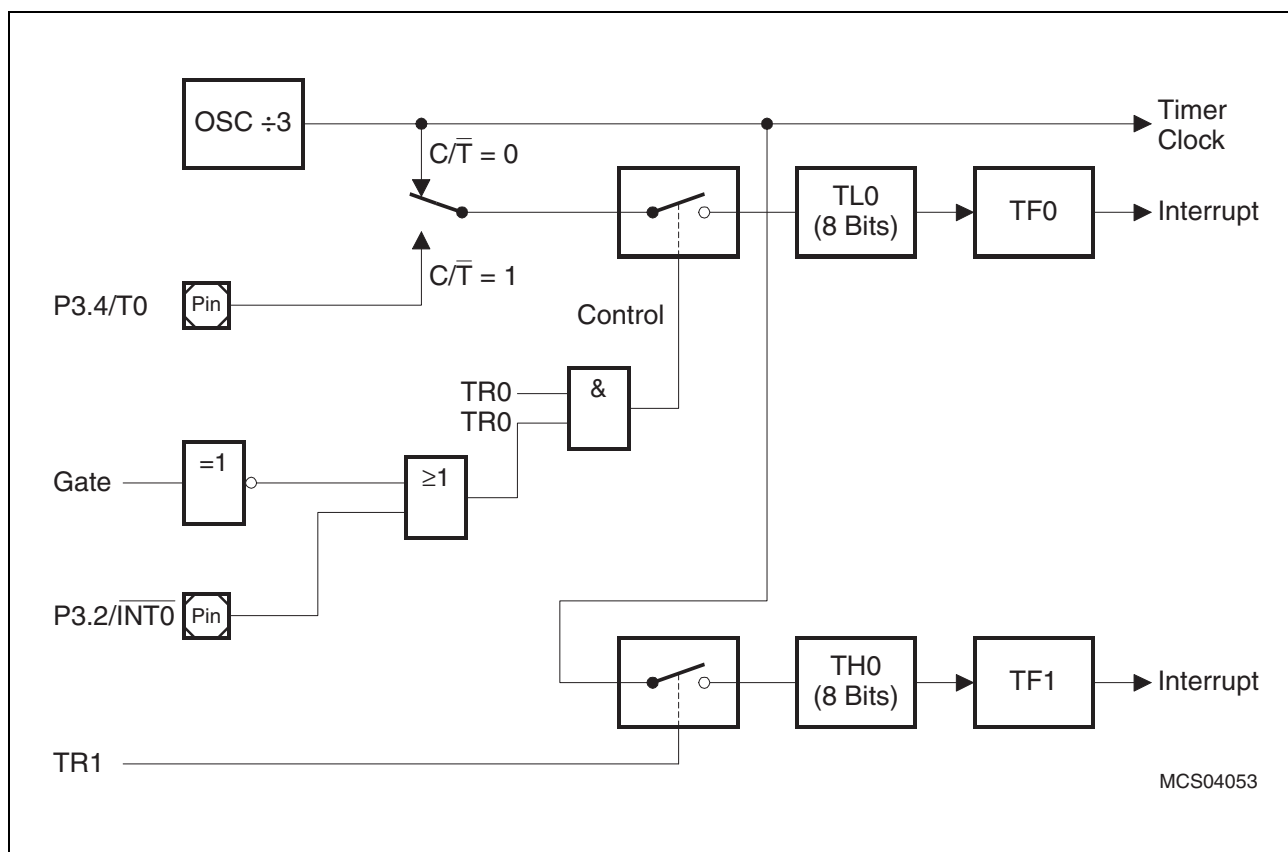 OSC ÷3
Timer
Clock
C/T̅ = 0
TL0
(8 Bits)
TF0
Interrupt
C/T̅ = 1
P3.4/T0
Pin
Control
TR0
&
TR0
=1
Gate
≥1
P3.2/I̅N̅T̅0̅
Pin
TH0
(8 Bits)
TF1
Interrupt
TR1
MCS04053